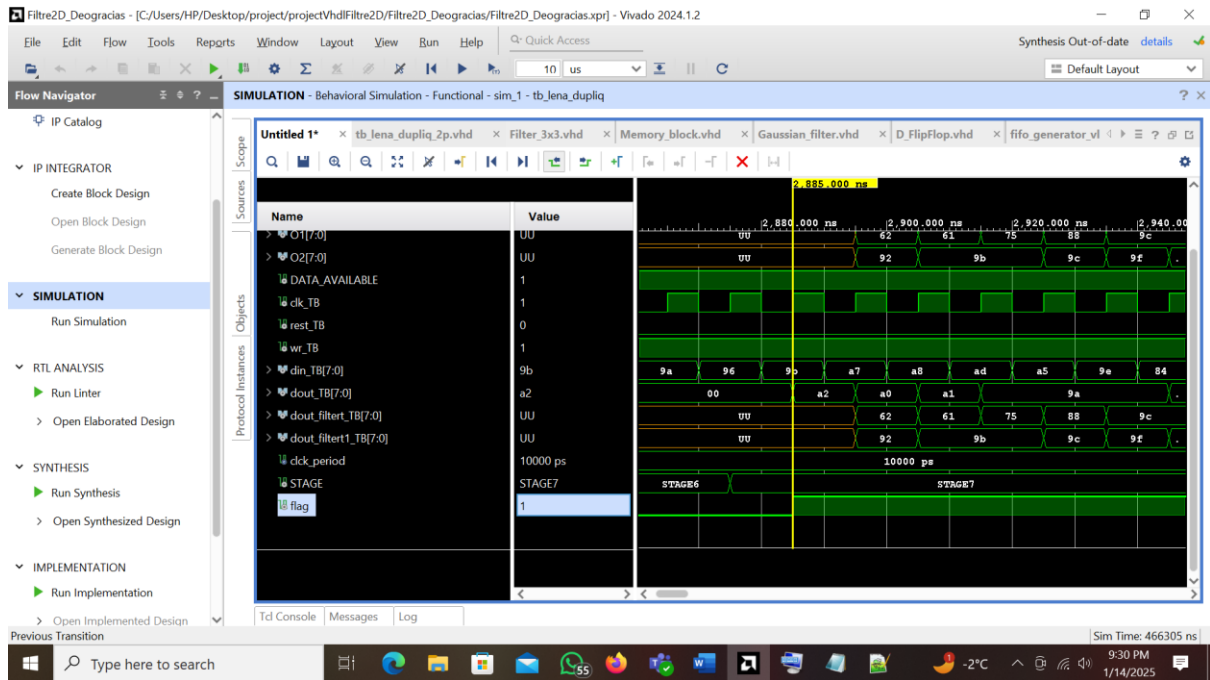 Filtre2D_Deogracias - [C:/Users/HP/Desktop/project/projectVhdlFiltre2D/Filtre2D_Deogracias/Filtre2D_Deogracias.xpr] - Vivado 2024.1.2
File Edit Flow Tools Reports Window Layout View Run Help Quick Access Synthesis Out-of-date details
10 us Default Layout
Flow Navigator SIMULATION - Behavioral Simulation - Functional - sim_1 - tb_lena_dupliq
IP Catalog
IP INTEGRATOR
Create Block Design
Open Block Design
Generate Block Design
SIMULATION
Run Simulation
RTL ANALYSIS
Run Linter
Open Elaborated Design
SYNTHESIS
Run Synthesis
Open Synthesized Design
IMPLEMENTATION
Run Implementation
Open Implemented Design
Scope
Sources
Objects
Protocol Instances
Untitled 1* tb_lena_dupliq_2p.vhd Filter_3x3.vhd Memory_block.vhd Gaussian_filter.vhd D_FlipFlop.vhd fifo_generator_vl
2,885.000 ns
Name Value 2,880.000 ns 2,900.000 ns 2,920.000 ns 2,940.00
O1[7:0] UU UU 62 61 75 88 9c
O2[7:0] UU UU 92 9b 9c 9f .
DATA_AVAILABLE 1
clk_TB 1
rest_TB 0
wr_TB 1
din_TB[7:0] 9b 9a 96 9b a7 a8 ad a5 9e 84
dout_TB[7:0] a2 00 a2 a0 a1 9a .
dout_filtert_TB[7:0] UU UU 62 61 75 88 9c
dout_filtert1_TB[7:0] UU UU 92 9b 9c 9f .
clck_period 10000 ps 10000 ps
STAGE STAGE7 STAGE6 STAGE7
flag 1
Tcl Console Messages Log
Previous Transition Sim Time: 466305 ns
Type here to search 55 -2°C 9:30 PM
1/14/2025